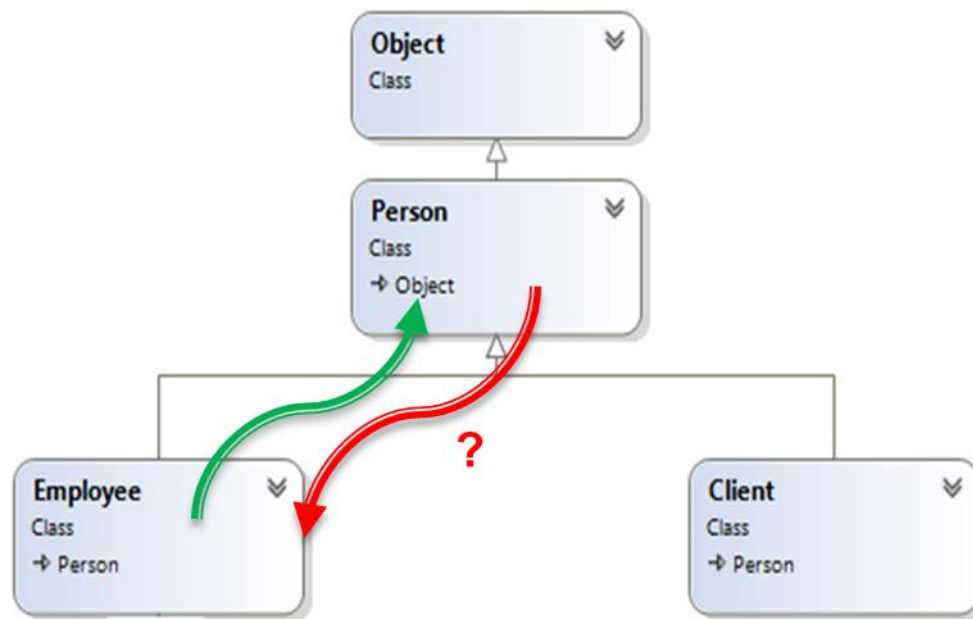 Object
Class
Person
Class
Object
?
Employee
Class
Person
Client
Class
Person